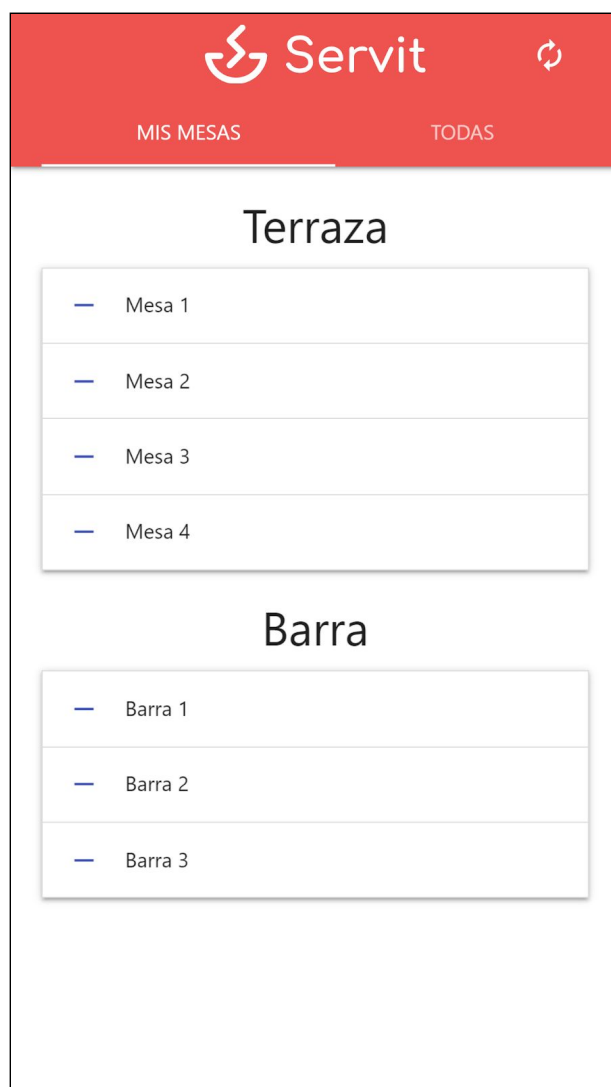 Servit
MIS MESAS TODAS
Terraza
Mesa 1
Mesa 2
Mesa 3
Mesa 4
Barra
Barra 1
Barra 2
Barra 3